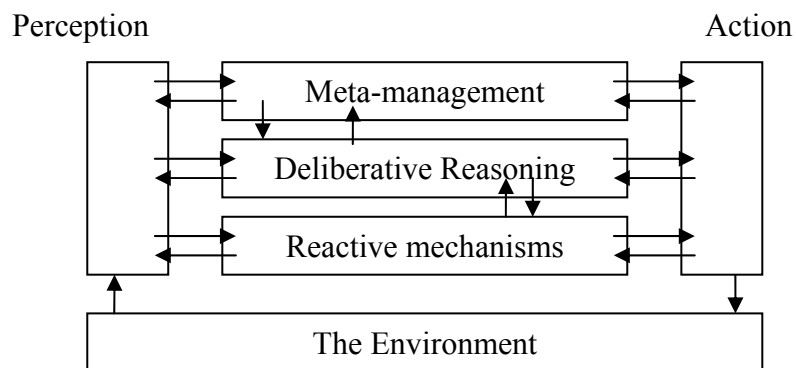 Perception Action
Meta-management
Deliberative Reasoning
Reactive mechanisms
The Environment